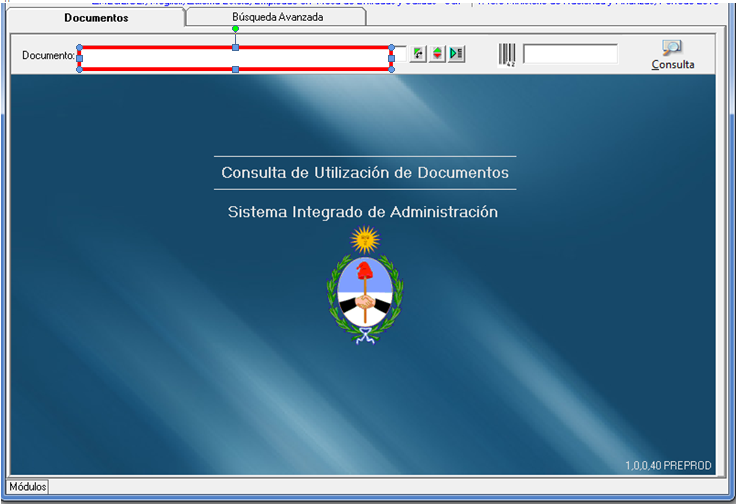 Documentos
Búsqueda Avanzada
Documento:
Consulta
Consulta de Utilización de Documentos
Sistema Integrado de Administración
1,0,0,40 PREPROD
Módulos